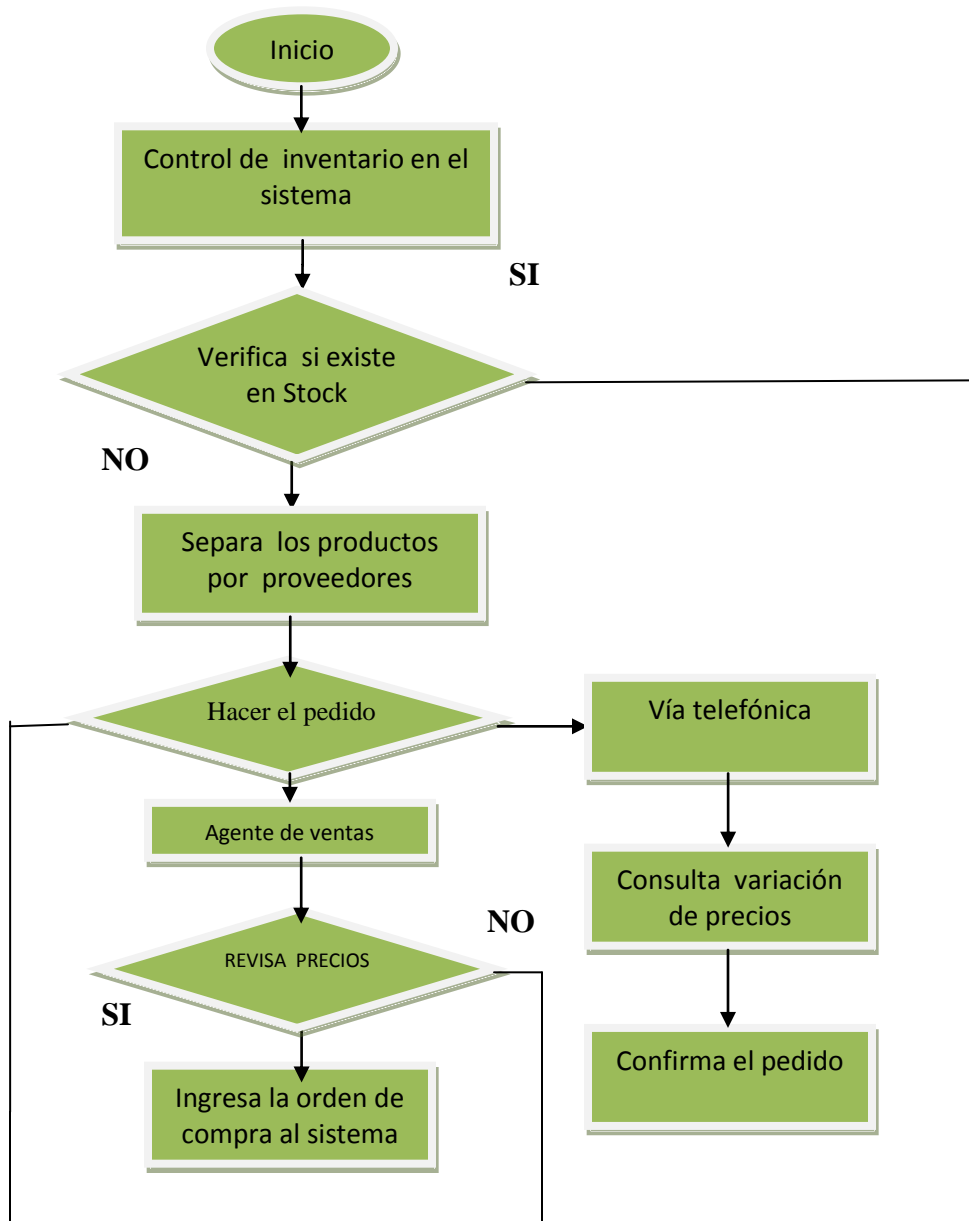 Inicio
Control de inventario en el
sistema
SI
Verifica si existe
en Stock
NO
Separa los productos
por proveedores
Hacer el pedido
Vía telefónica
Agente de ventas
Consulta variación
de precios
NO
REVISA PRECIOS
SI
Confirma el pedido
Ingresa la orden de
compra al sistema